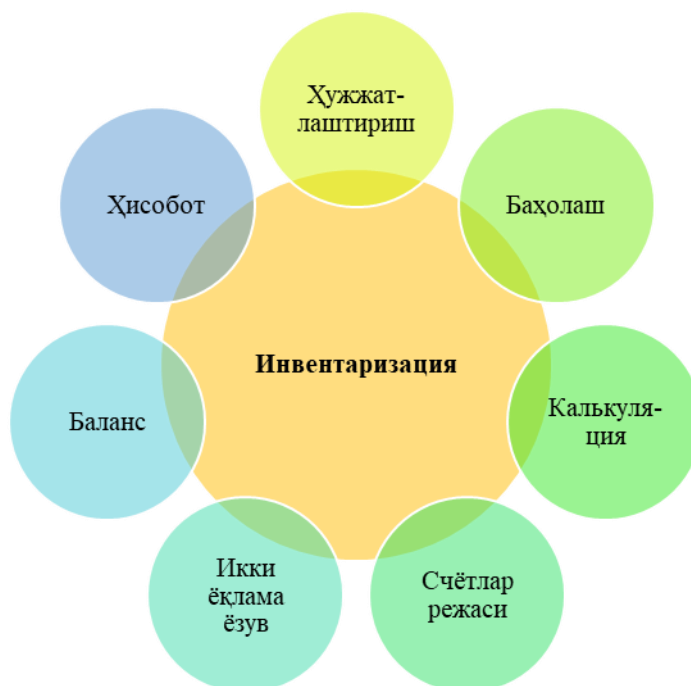 Ҳужжат-
лаштириш
Ҳисобот
Баҳолаш
Инвентаризация
Баланс
Калькуля-
ция
Икки
ёқлама
ёзув
Счётлар
режаси